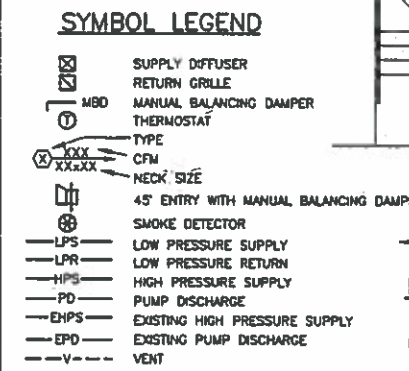 SYMBOL LEGEND
SUPPLY DIFFUSER
RETURN GRILLE
MBD MANUAL BALANCING DAMPER
T THERMOSTAT
TYPE
X XXX CFM
XXxXX
NECK SIZE
45° ENTRY WITH MANUAL BALANCING DAMP
SMOKE DETECTOR
LPS LOW PRESSURE SUPPLY
LPR LOW PRESSURE RETURN
HPS HIGH PRESSURE SUPPLY
PD PUMP DISCHARGE
EHPS EXISTING HIGH PRESSURE SUPPLY
EPD EXISTING PUMP DISCHARGE
V VENT